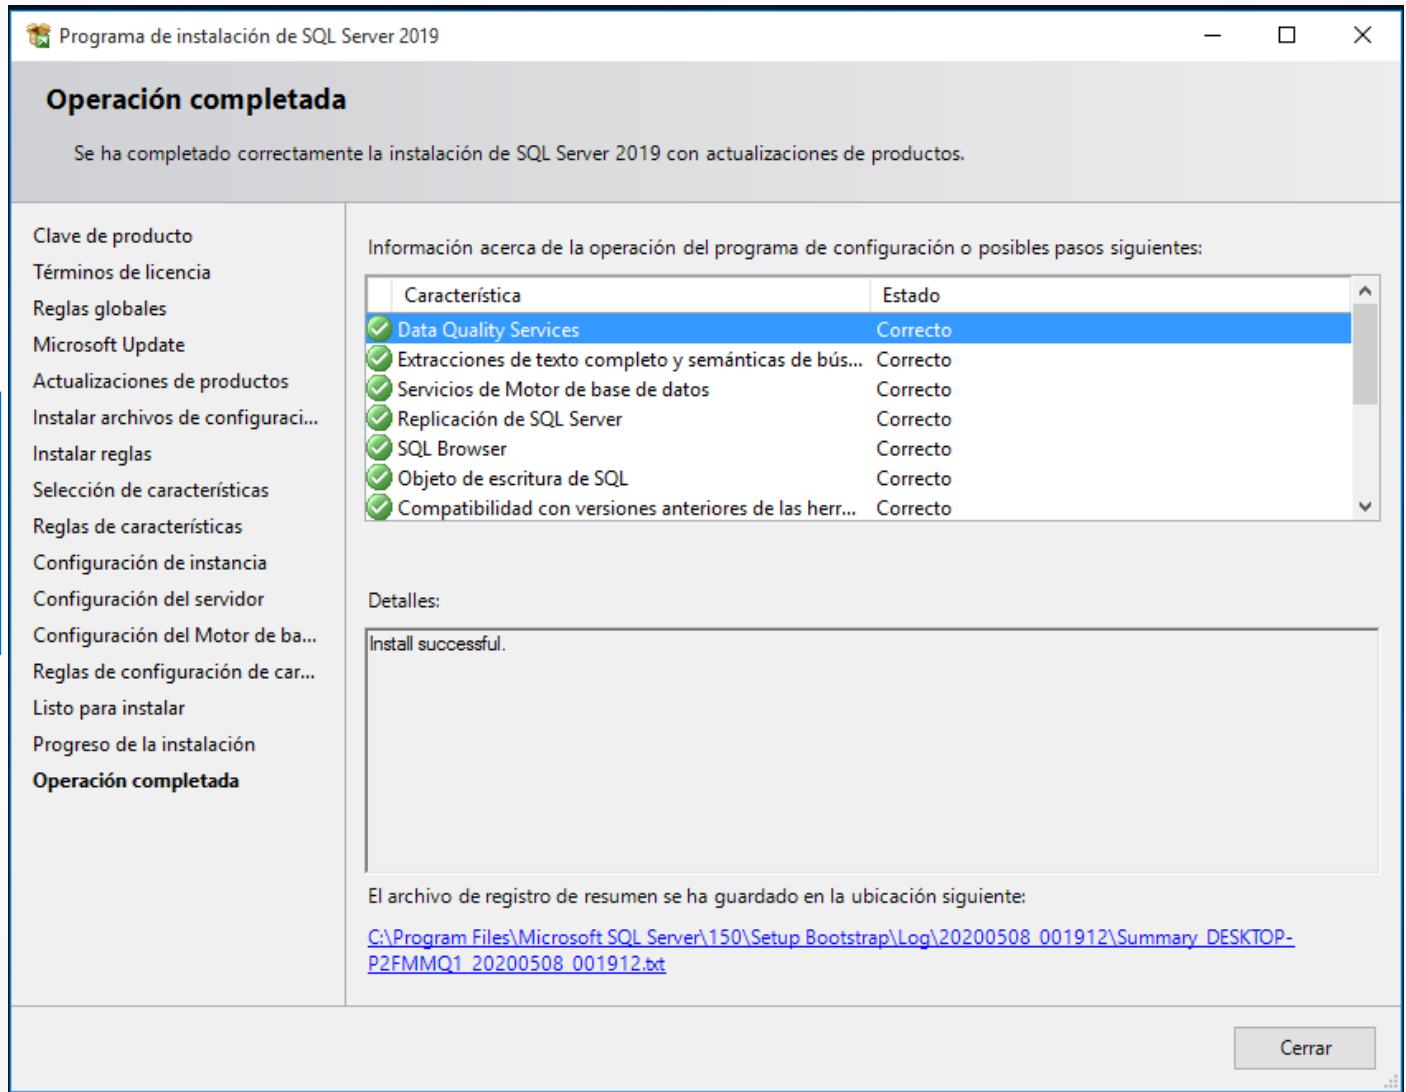 Programa de instalación de SQL Server 2019
Operación completada
Se ha completado correctamente la instalación de SQL Server 2019 con actualizaciones de productos.
Clave de producto
Términos de licencia
Reglas globales
Microsoft Update
Actualizaciones de productos
Instalar archivos de configuraci...
Instalar reglas
Selección de características
Reglas de características
Configuración de instancia
Configuración del servidor
Configuración del Motor de ba...
Reglas de configuración de car...
Listo para instalar
Progreso de la instalación
Operación completada
Información acerca de la operación del programa de configuración o posibles pasos siguientes:
Característica Estado
Data Quality Services Correcto
Extracciones de texto completo y semánticas de bús... Correcto
Servicios de Motor de base de datos Correcto
Replicación de SQL Server Correcto
SQL Browser Correcto
Objeto de escritura de SQL Correcto
Compatibilidad con versiones anteriores de las herr... Correcto
Detalles:
Install successful.
El archivo de registro de resumen se ha guardado en la ubicación siguiente:
C:\Program Files\Microsoft SQL Server\150\Setup Bootstrap\Log\20200508_001912\Summary_DESKTOP-
P2FMMQ1_20200508_001912.txt
Cerrar